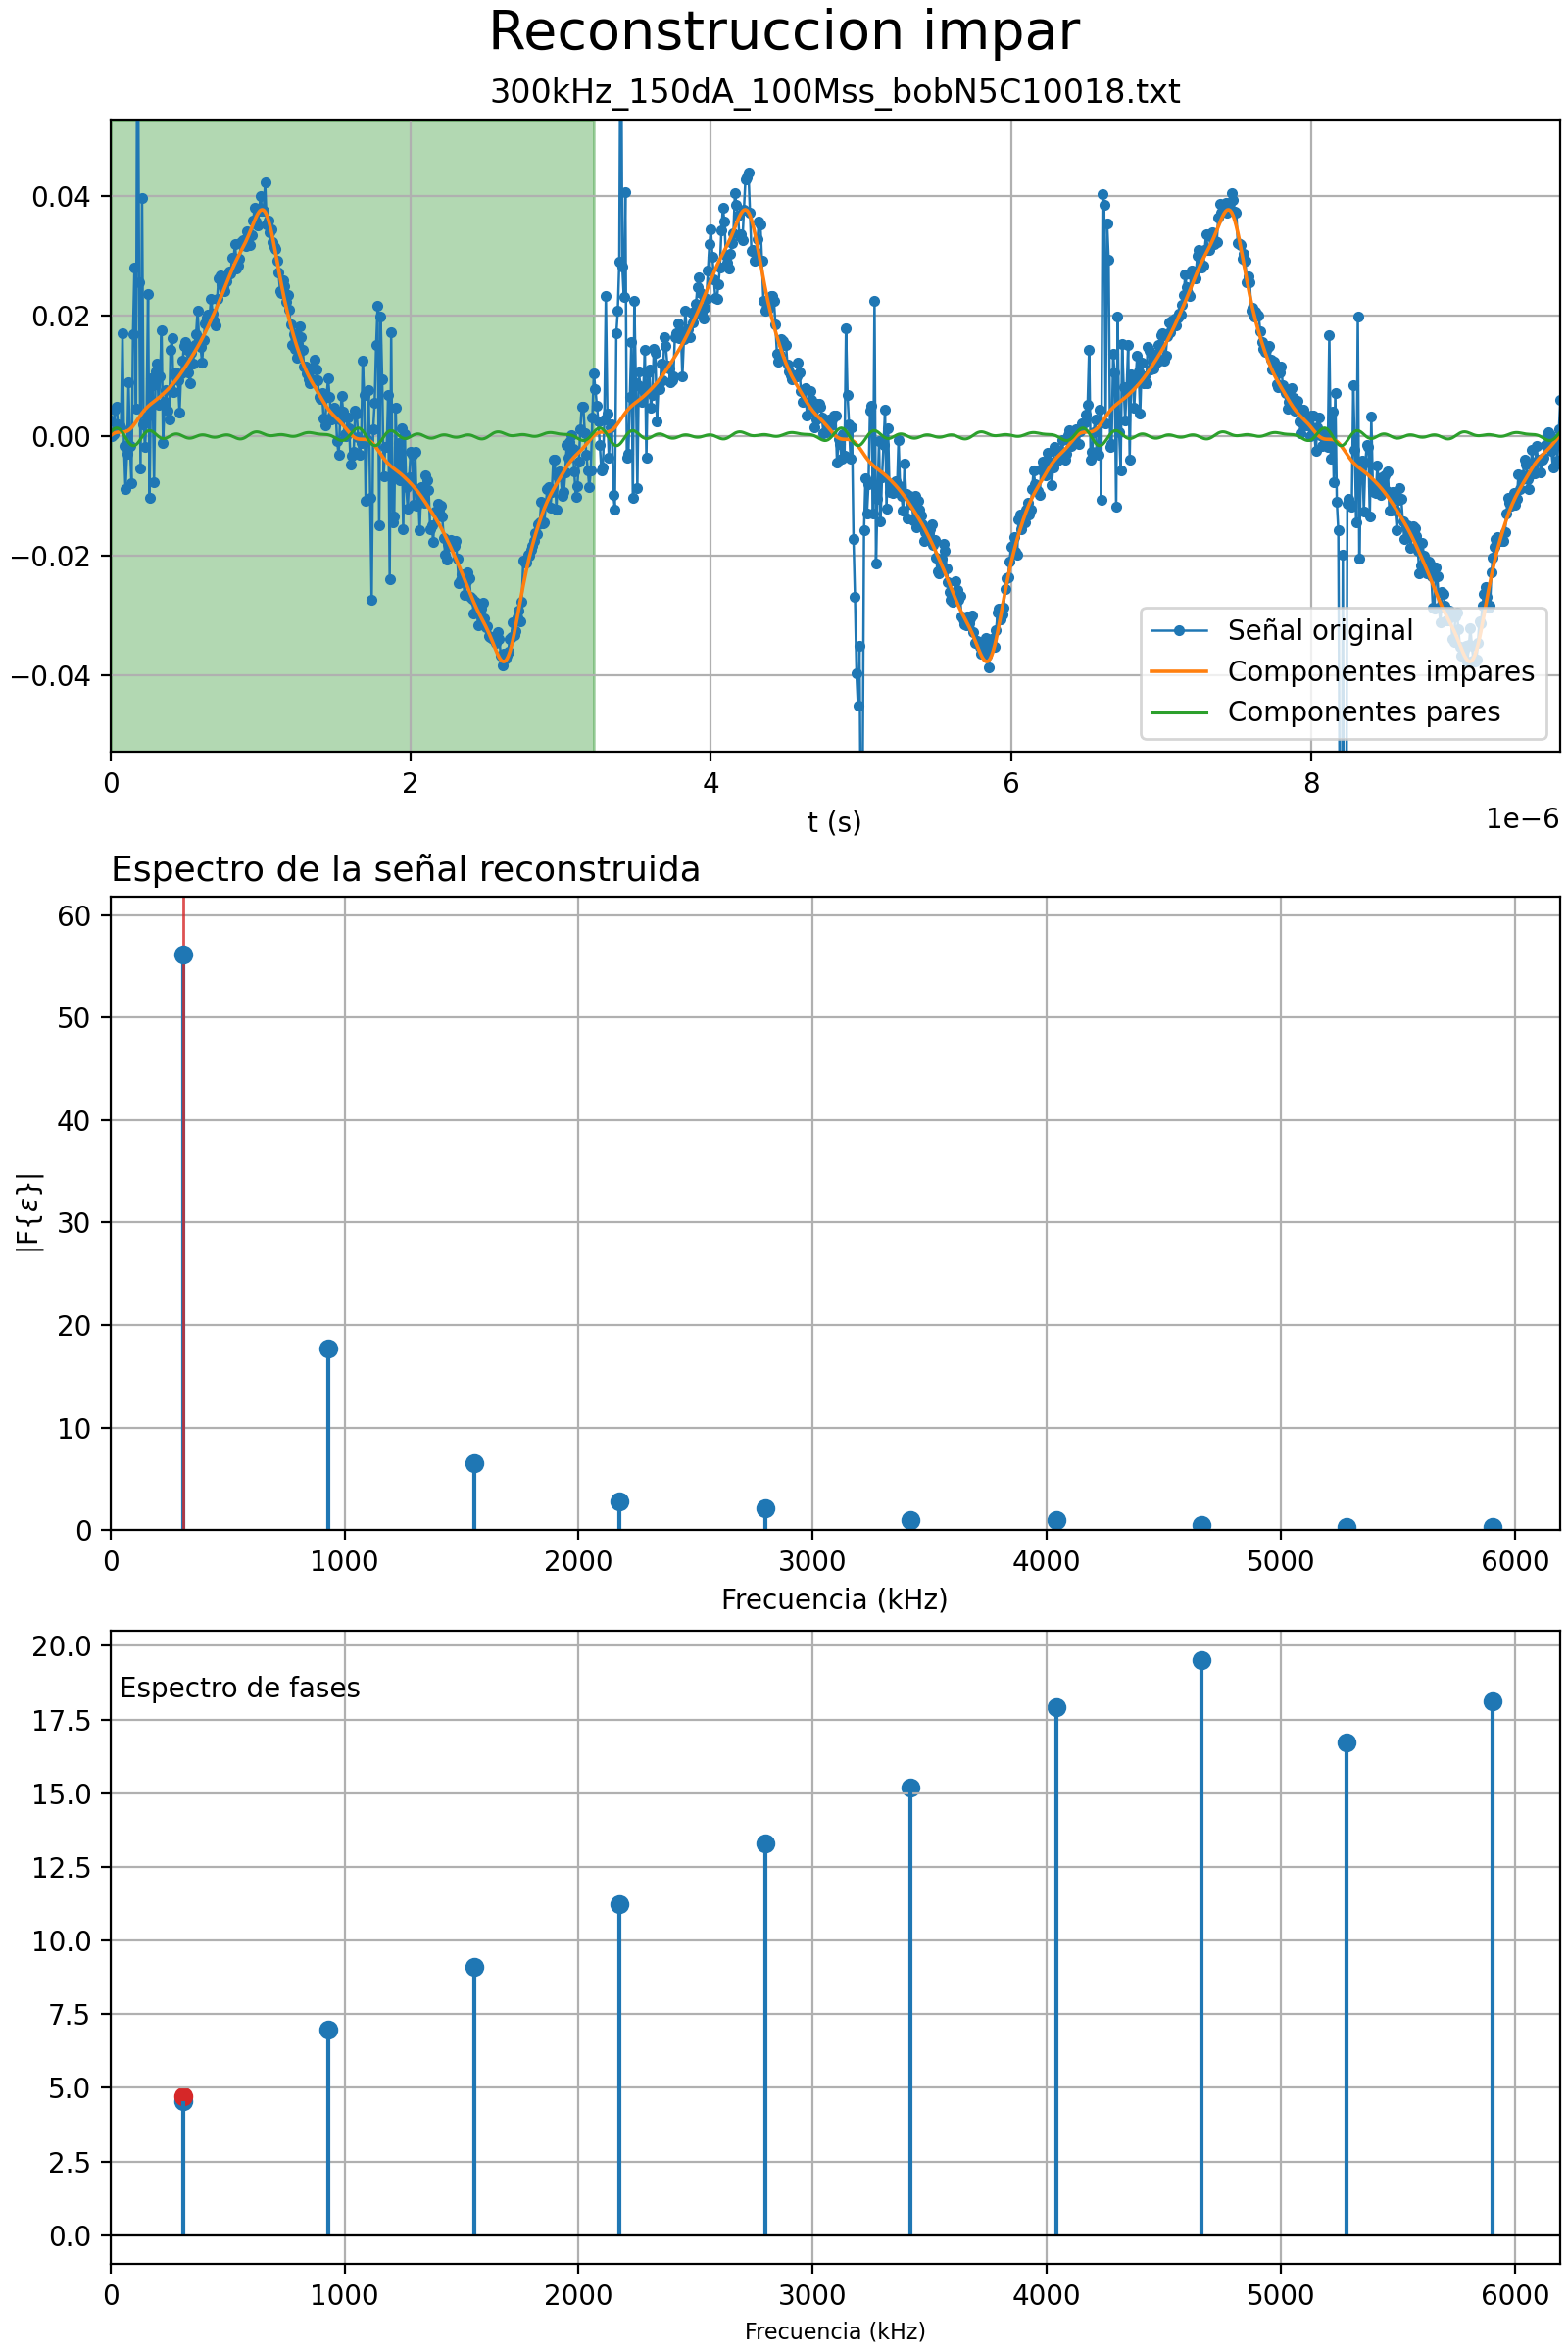 Reconstruccion impar
300kHz_150dA_100Mss_bobN5C10018.txt
0.04
0.02
0.00
−0.02
−0.04
Señal original
Componentes impares
Componentes pares
0 2 4 6 8
t (s)
1e−6
Espectro de la señal reconstruida
60
50
40
30
20
10
0
|F{ε}|
0 1000 2000 3000 4000 5000 6000
Frecuencia (kHz)
20.0
Espectro de fases
17.5
15.0
12.5
10.0
7.5
5.0
2.5
0.0
0 1000 2000 3000 4000 5000 6000
Frecuencia (kHz)